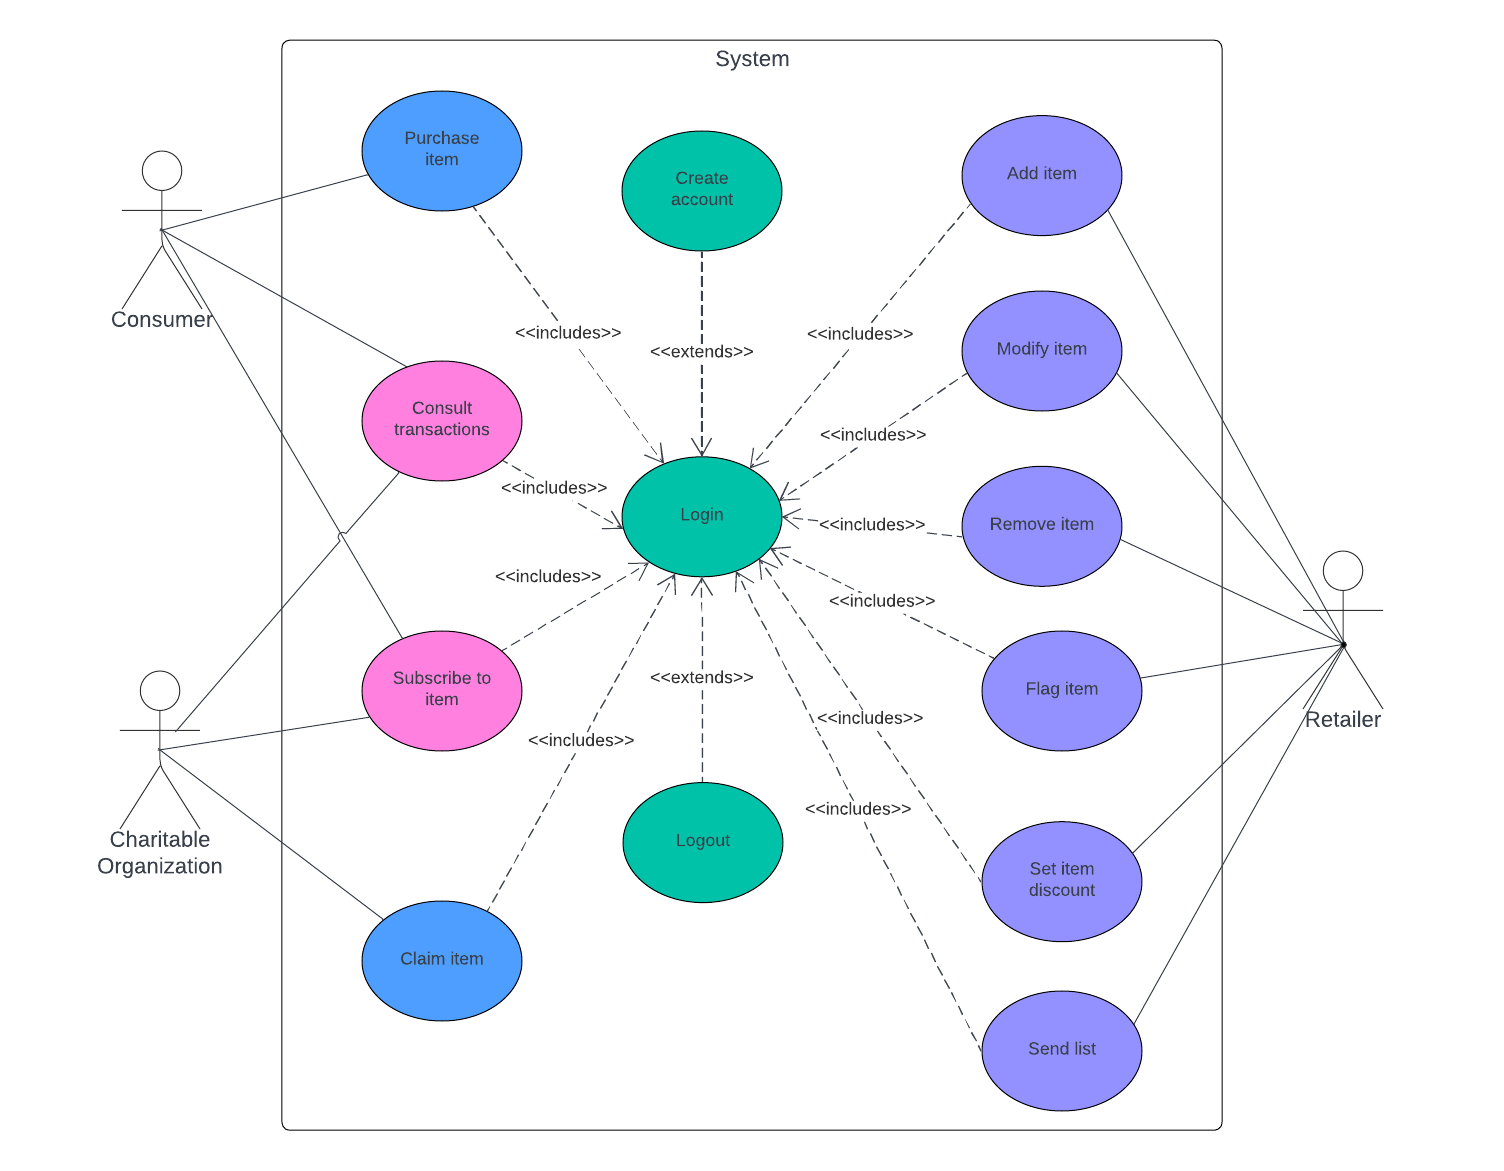 System
Purchase
item
Create
account
Add item
Consumer
<<includes>>
<<extends>>
<<includes>>
Modify item
Consult
transactions
<<includes>>
<<includes>>
Login
<<includes>>
Remove item
<<includes>>
<<includes>>
Subscribe to
item
<<extends>>
Flag item
<<includes>>
<<includes>>
Retailer
<<includes>>
Charitable
Organization
Logout
Set item
discount
Claim item
Send list